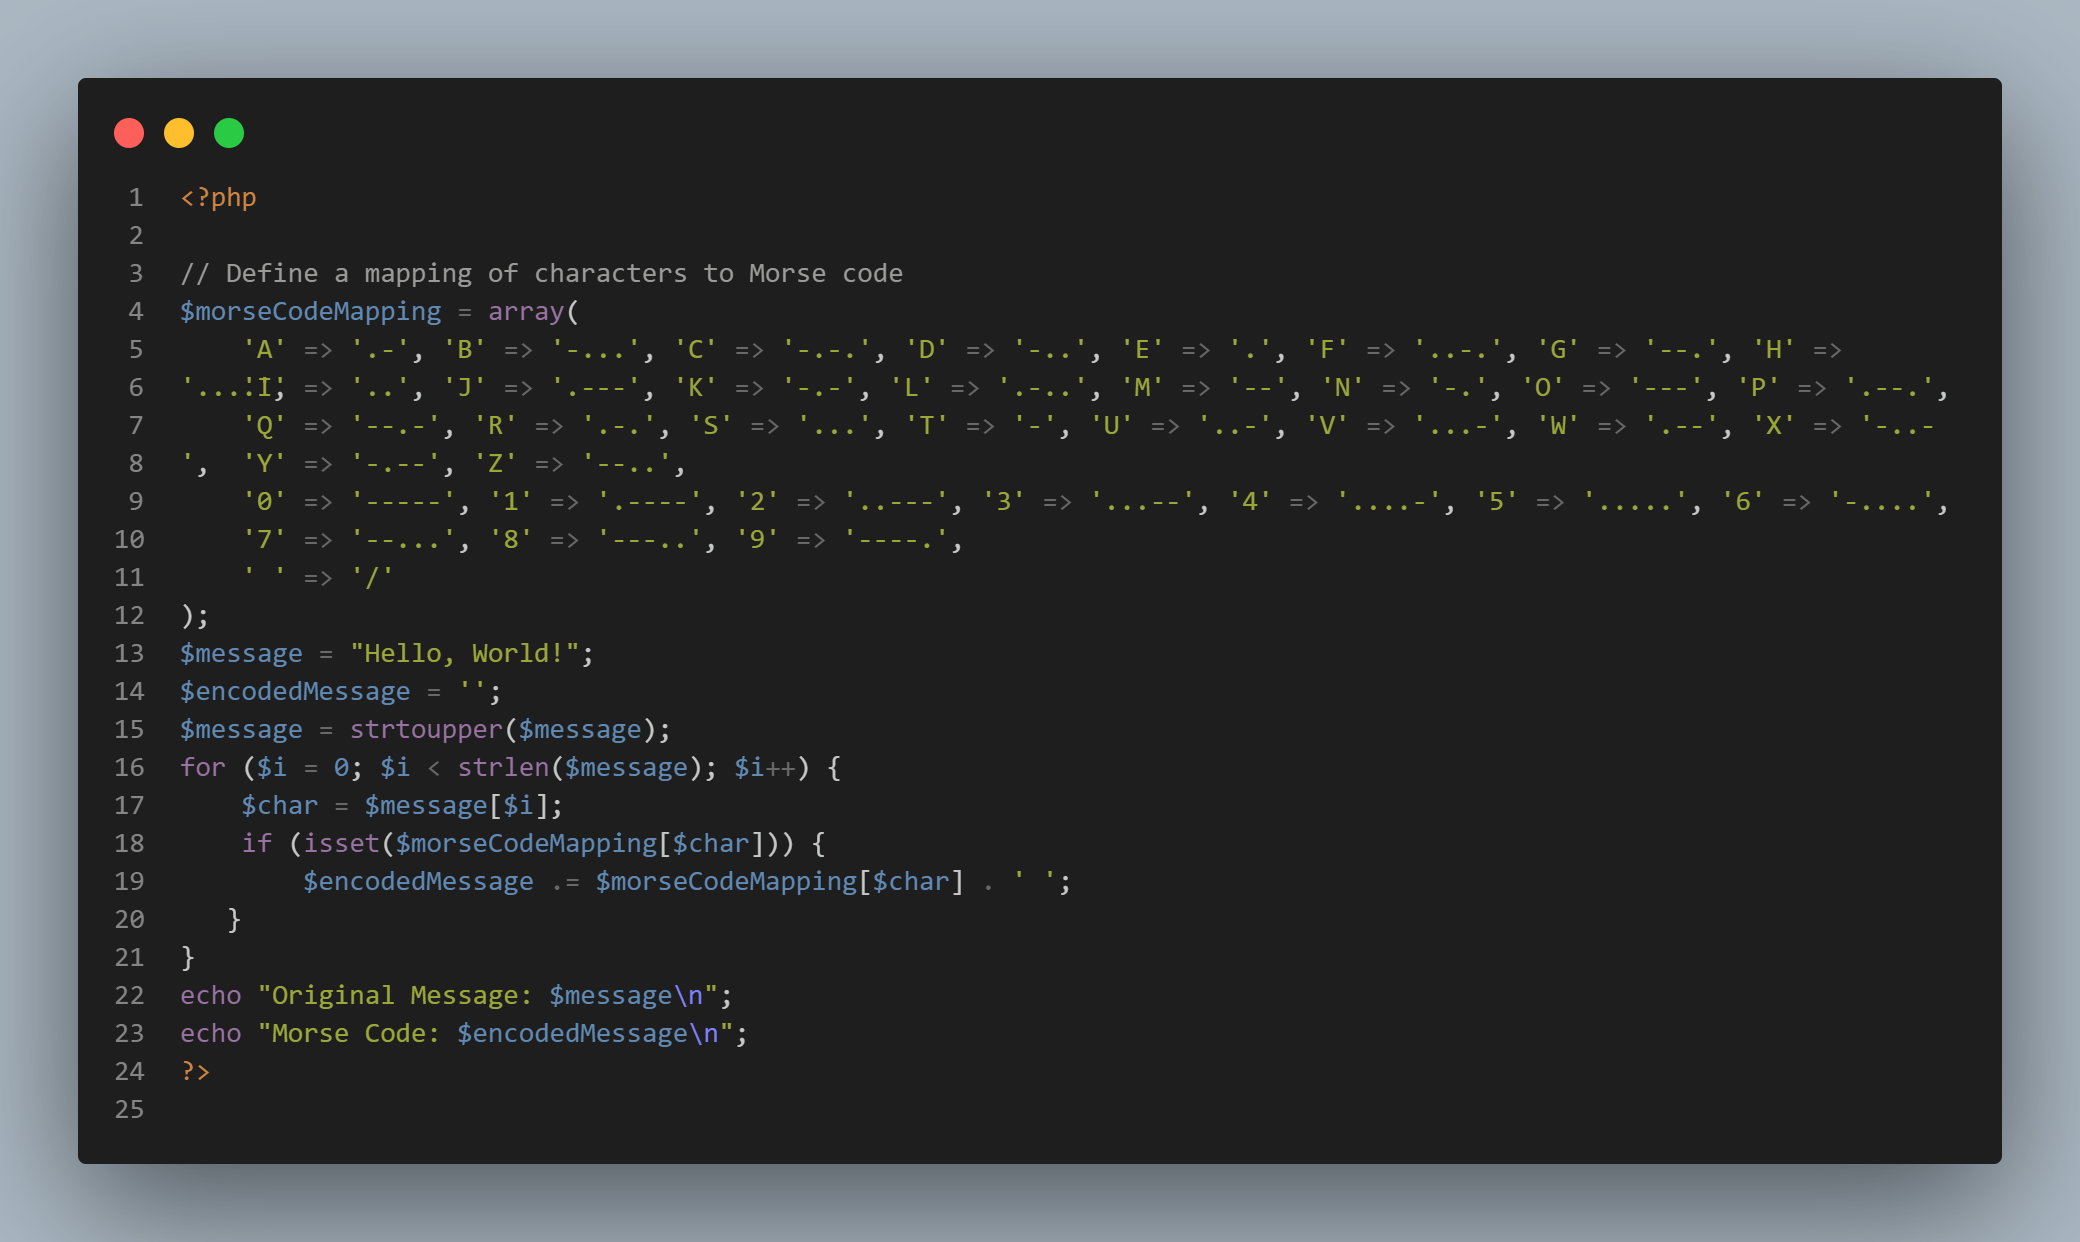 1 <?php
2
3 // Define a mapping of characters to Morse code
4 $morseCodeMapping = array(
5     'A' => '.-', 'B' => '-...', 'C' => '-.-.', 'D' => '-..', 'E' => '.', 'F' => '..-.', 'G' => '--.', 'H' =>
6 '....', 'I' => '..', 'J' => '.---', 'K' => '-.-', 'L' => '.-..', 'M' => '--', 'N' => '-.', 'O' => '---', 'P' => '.--.',
7     'Q' => '--.-', 'R' => '.-.', 'S' => '...', 'T' => '-', 'U' => '..-', 'V' => '...-', 'W' => '.--', 'X' => '-..-
8 ',  'Y' => '-.--', 'Z' => '--..',
9     '0' => '-----', '1' => '.----', '2' => '..---', '3' => '...--', '4' => '....-', '5' => '.....', '6' => '-....',
10     '7' => '--...', '8' => '---..', '9' => '----.',
11     ' ' => '/'
12 );
13 $message = "Hello, World!";
14 $encodedMessage = '';
15 $message = strtoupper($message);
16 for ($i = 0; $i < strlen($message); $i++) {
17     $char = $message[$i];
18     if (isset($morseCodeMapping[$char])) {
19         $encodedMessage .= $morseCodeMapping[$char] . ' ';
20    }
21 }
22 echo "Original Message: $message\n";
23 echo "Morse Code: $encodedMessage\n";
24 ?>
25